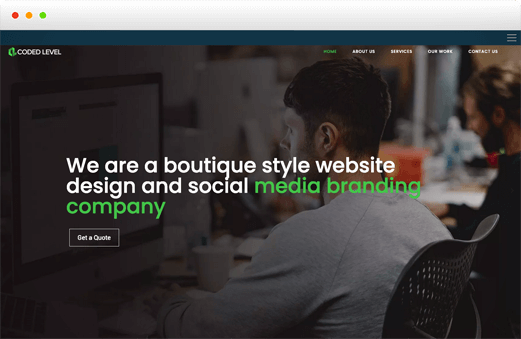 CODED LEVEL
HOME ABOUT US SERVICES OUR WORK CONTACT US
We are a boutique style website
design and social media branding
company
Get a Quote